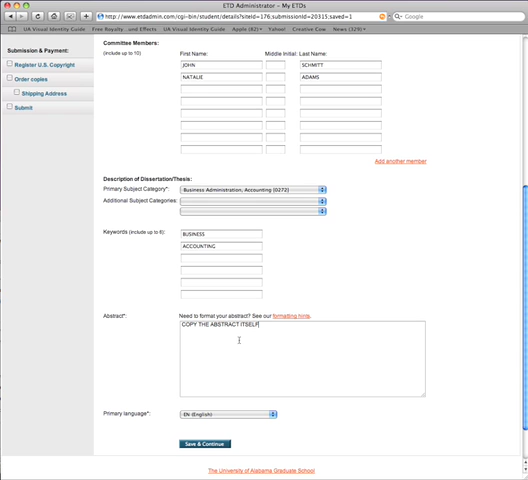 ETD Administrator – My ETDs
http://www.etdadmin.com/cgi-bin/student/details?siteId=176;submissionId=20315;saved=1
Google
UA Visual Identity Guide Free Royalty ...und Effects UA Visual Identity Guide Apple (82) Yahoo! Cow News (329)
Submission & Payment:
Register U.S. Copyright
Order copies
Shipping Address
Submit
Committee Members:
(include up to 10)
First Name: Middle Initial: Last Name:
JOHN SCHMITT
NATALIE ADAMS
Add another member
Description of Dissertation/Thesis:
Primary Subject Category*: Business Administration, Accounting [0272]
Additional Subject Categories:
Keywords (include up to 6): BUSINESS
ACCOUNTING
Abstract*: Need to format your abstract? See our formatting hints.
COPY THE ABSTRACT ITSELF
Primary language*: EN (English)
Save & Continue
The University of Alabama Graduate School